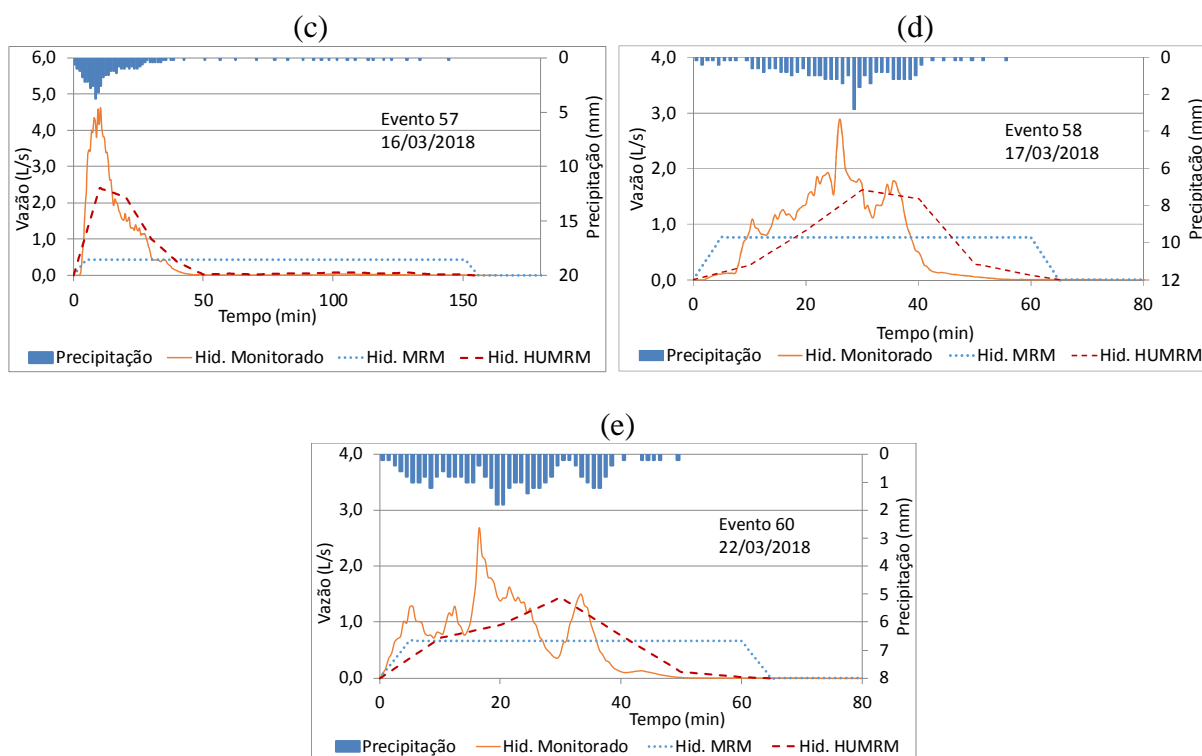 (c)
6,0
5,0
4,0
3,0
2,0
1,0
0,0
Vazão (L/s)
0
5
10
15
20
Precipitação (mm)
Evento 57
16/03/2018
0 50 100 150
Tempo (min)
Precipitação Hid. Monitorado Hid. MRM Hid. HUMRM
(d)
4,0
3,0
2,0
1,0
0,0
Vazão (L/s)
0
2
4
6
8
10
12
Precipitação (mm)
Evento 58
17/03/2018
0 20 40 60 80
Tempo (min)
Precipitação Hid. Monitorado Hid. MRM Hid. HUMRM
(e)
4,0
3,0
2,0
1,0
0,0
Vazão (L/s)
0
1
2
3
4
5
6
7
8
Precipitação (mm)
Evento 60
22/03/2018
0 20 40 60 80
Tempo (min)
Precipitação Hid. Monitorado Hid. MRM Hid. HUMRM